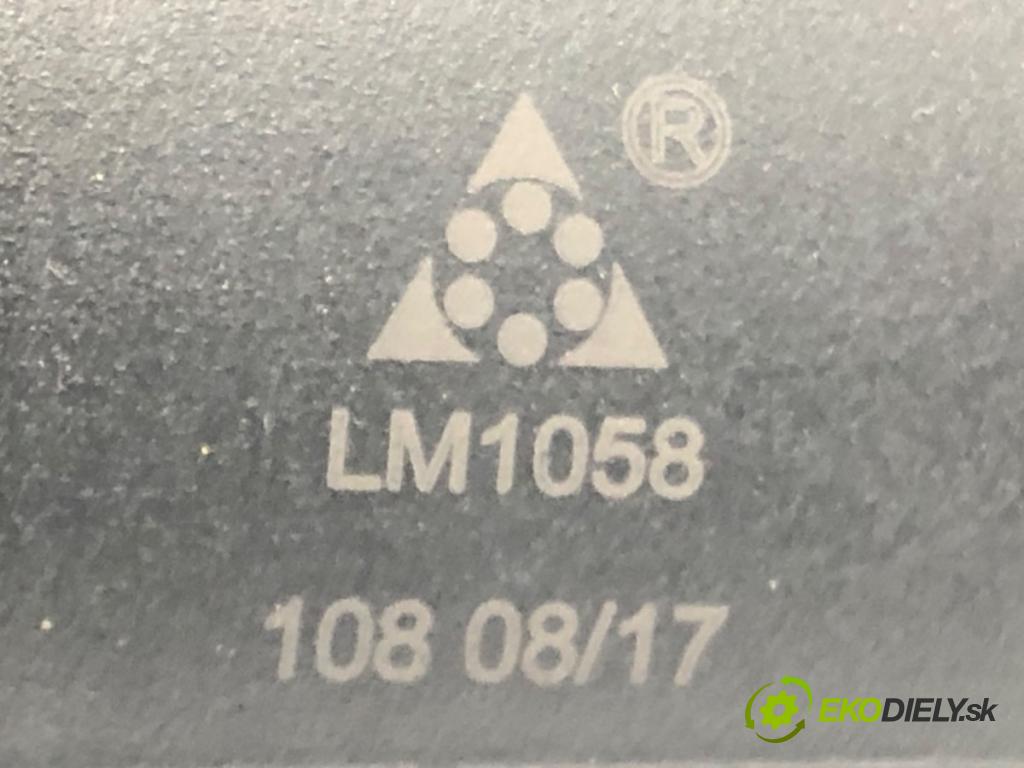 ®
LM1058
108 08/17
EKODIELY.sk